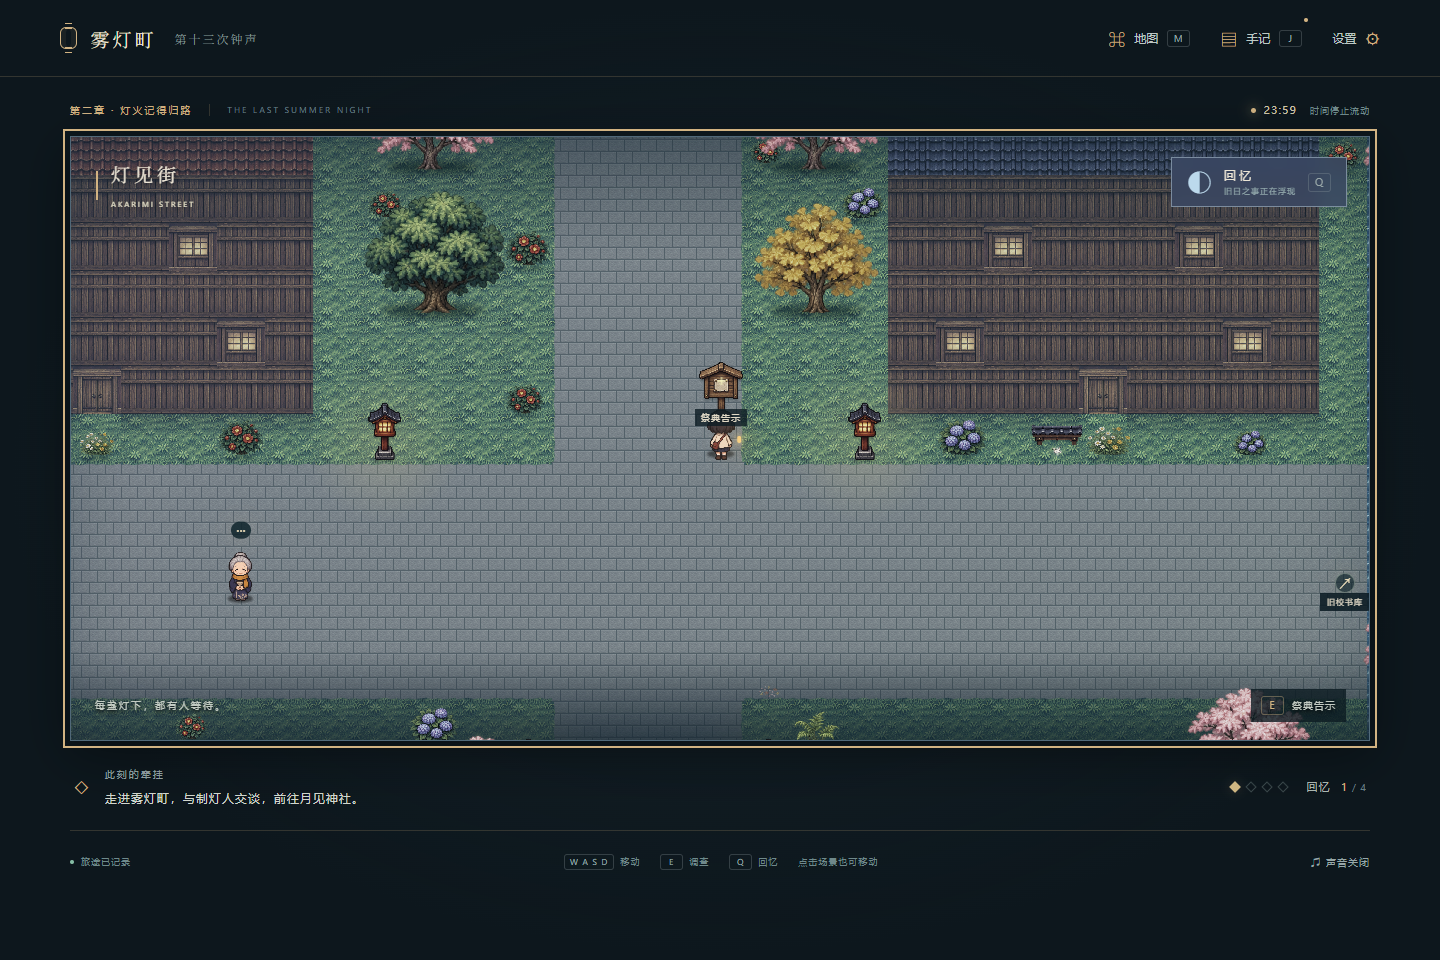 雾灯町 第十三次钟声
地图 M 手记 J 设置
第二章 · 灯火记得归路 THE LAST SUMMER NIGHT
23:59 时间停止流动
灯见街
AKARIMI STREET
回忆
旧日之事正在浮现
Q
祭典告示
旧校书库
每盏灯下，都有人等待。
E 祭典告示
此刻的牵挂
走进雾灯町，与制灯人交谈，前往月见神社。
回忆 1 / 4
旅途已记录
WASD 移动 E 调查 Q 回忆 点击场景也可移动
声音关闭